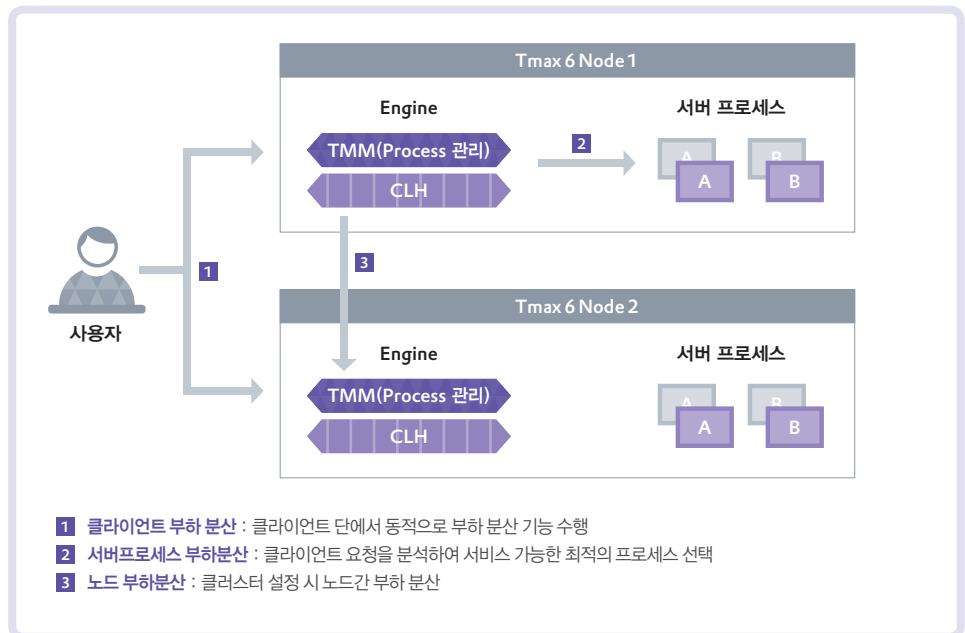 Tmax 6 Node 1
Engine
서버 프로세스
TMM(Process 관리)
2
A
B
CLH
A
B
3
1
사용자
Tmax 6 Node 2
Engine
서버 프로세스
TMM(Process 관리)
A
B
CLH
A
B
1 클라이언트 부하 분산 : 클라이언트 단에서 동적으로 부하 분산 기능 수행
2 서버프로세스 부하분산 : 클라이언트 요청을 분석하여 서비스 가능한 최적의 프로세스 선택
3 노드 부하분산 : 클러스터 설정 시 노드간 부하 분산